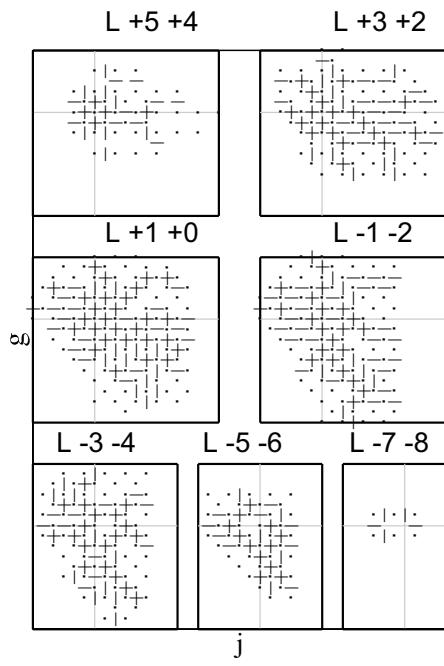 L +5 +4
L +3 +2
L +1 +0
L -1 -2
g
L -3 -4
L -5 -6
L -7 -8
j